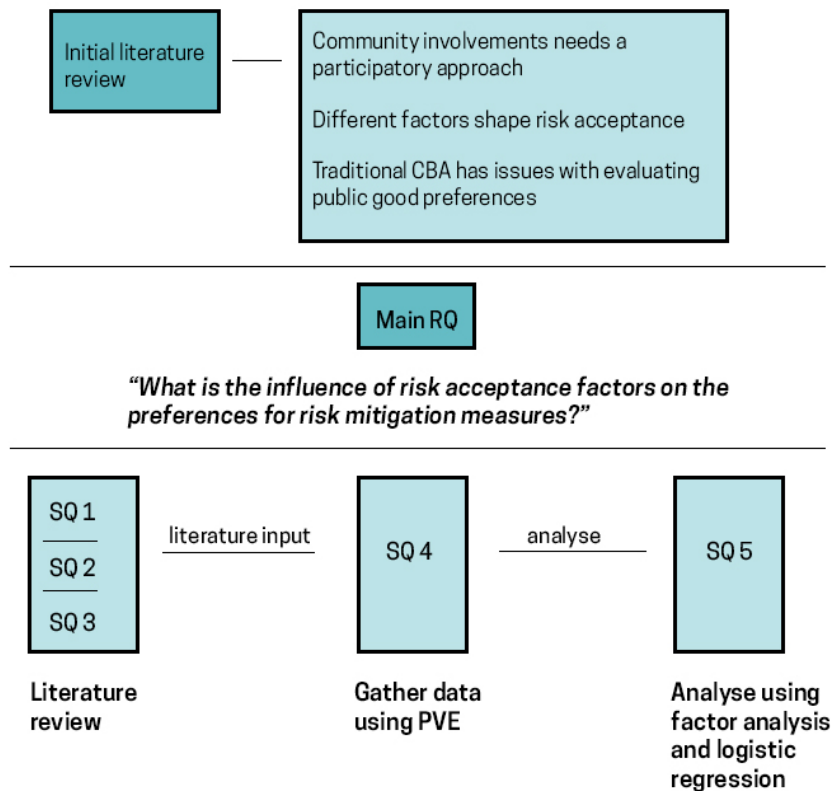 Initial literature
review
Community involvements needs a
participatory approach
Different factors shape risk acceptance
Traditional CBA has issues with evaluating
public good preferences
Main RQ
“What is the influence of risk acceptance factors on the
preferences for risk mitigation measures?”
SQ 1
SQ 2
SQ 3
literature input
SQ 4
analyse
SQ 5
Literature
review
Gather data
using PVE
Analyse using
factor analysis
and logistic
regression